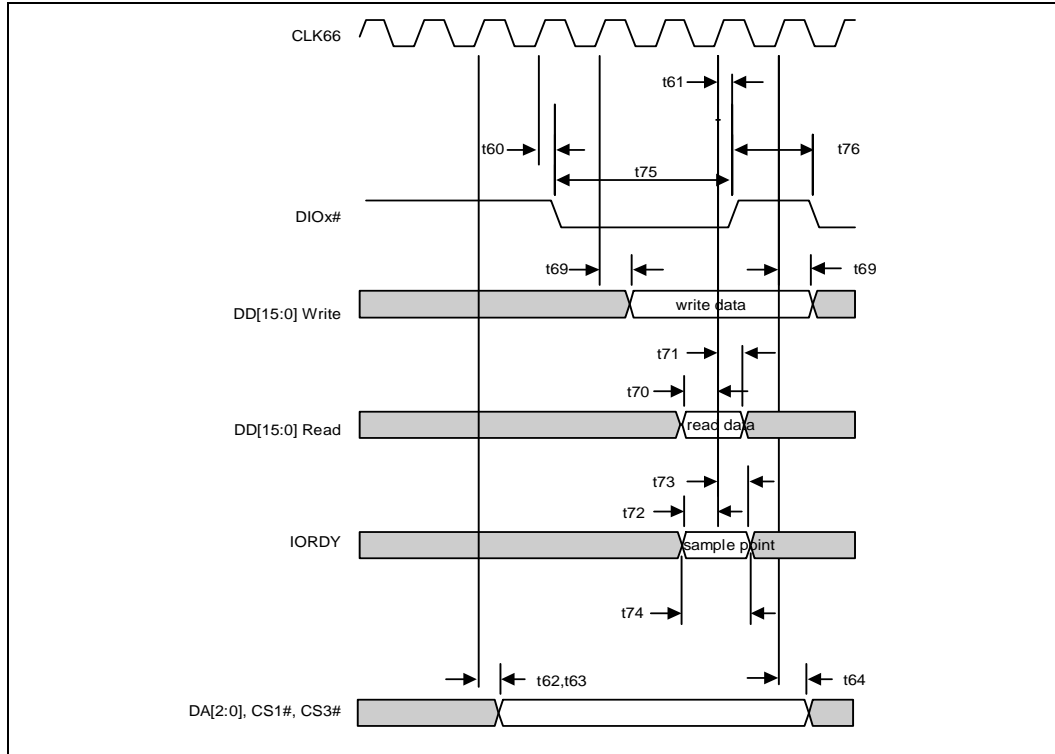 CLK66
t61
t60
t76
t75
DIOx#
t69
t69
write data
DD[15:0] Write
t71
t70
read data
DD[15:0] Read
t73
t72
IORDY
sample point
t74
t62,t63
t64
DA[2:0], CS1#, CS3#